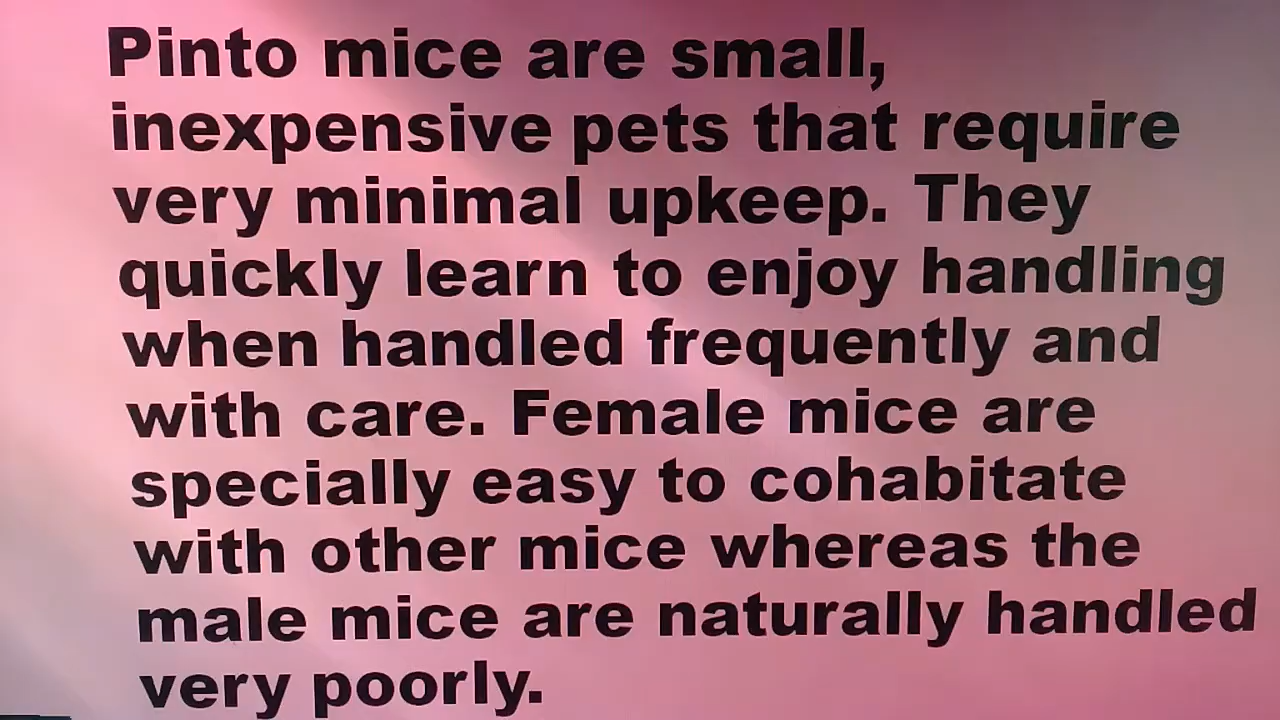 Pinto mice are small,
inexpensive pets that require
very minimal upkeep. They
quickly learn to enjoy handling
when handled frequently and
with care. Female mice are
specially easy to cohabitate
with other mice whereas the
male mice are naturally handled
very poorly.